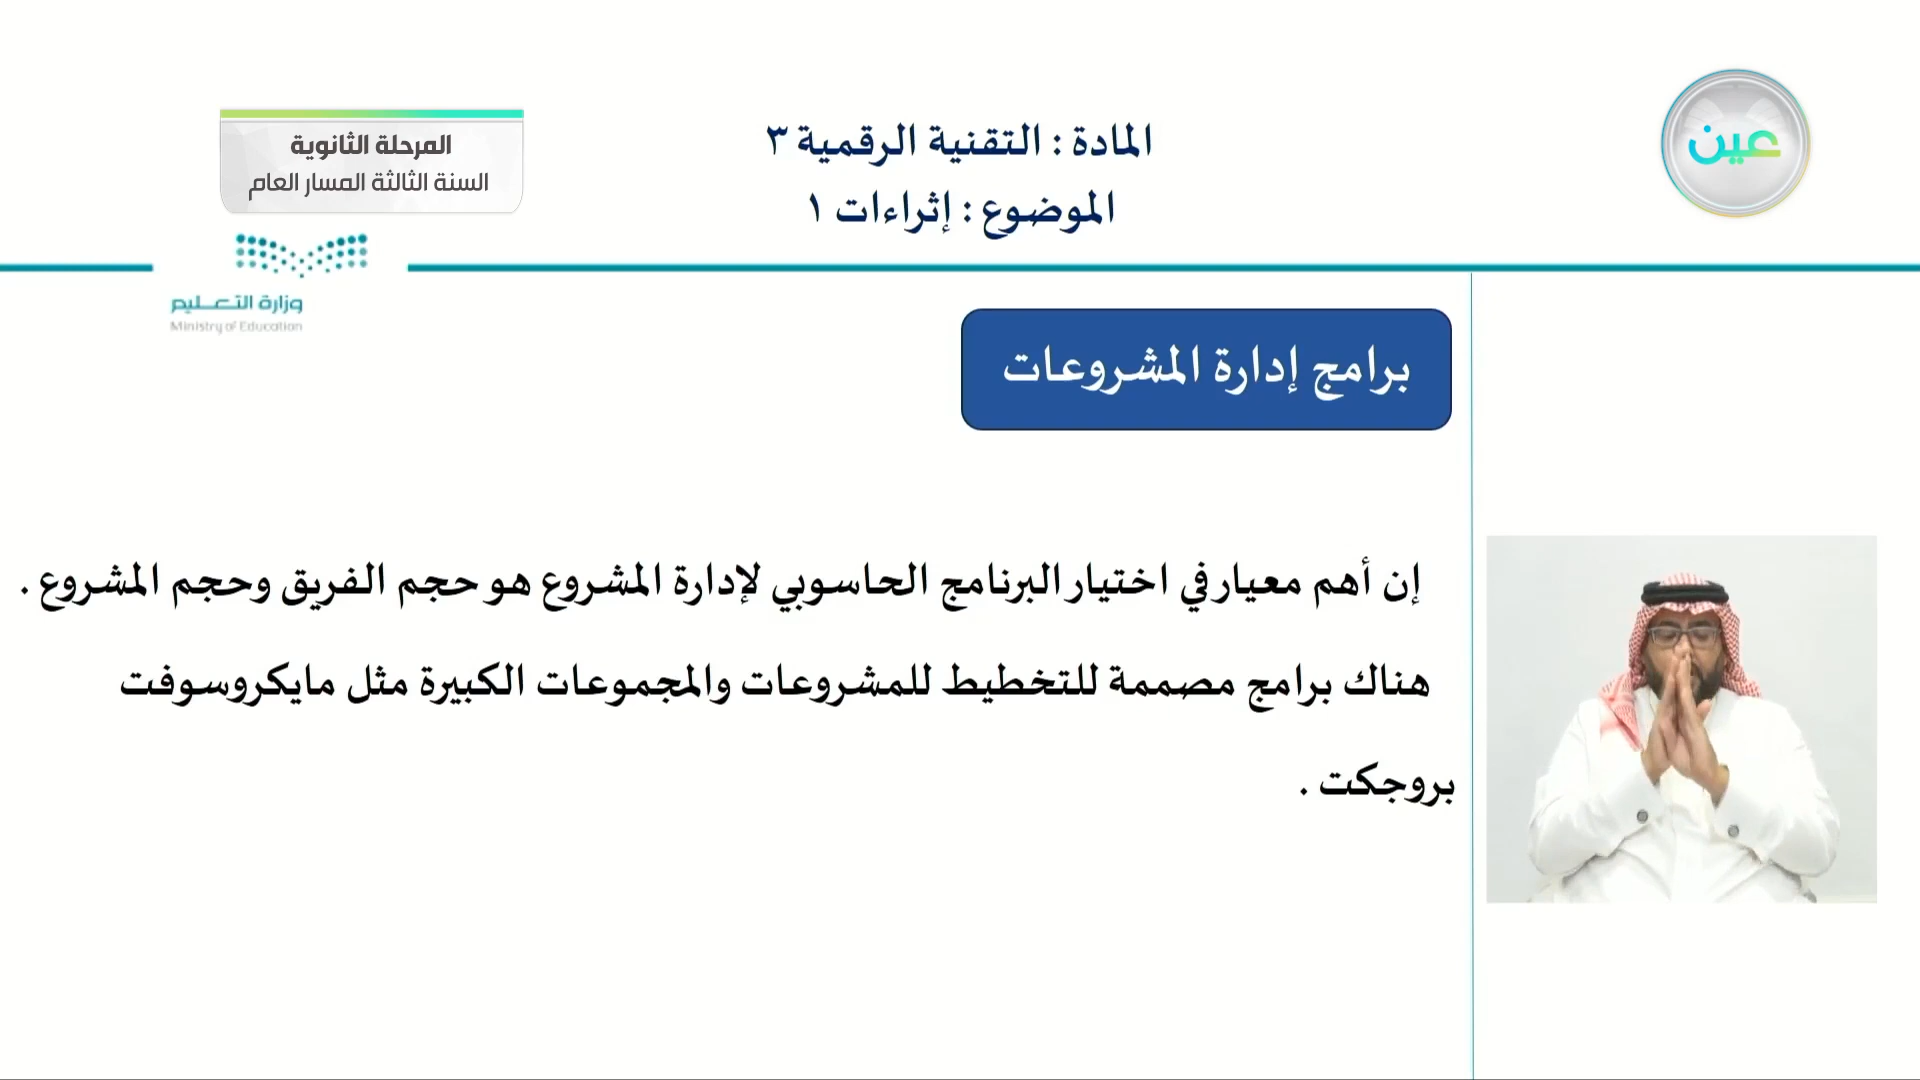 عين
المادة : التقنية الرقمية ٣
الموضوع : إثراءات ١
المرحلة الثانوية
السنة الثالثة المسار العام
وزارة التعليم
Ministry of Education
برامج إدارة المشروعات
إن أهم معيار في اختيار البرنامج الحاسوبي لإدارة المشروع هو حجم الفريق وحجم المشروع .
هناك برامج مصممة للتخطيط للمشروعات والمجموعات الكبيرة مثل مايكروسوفت
بروجكت .